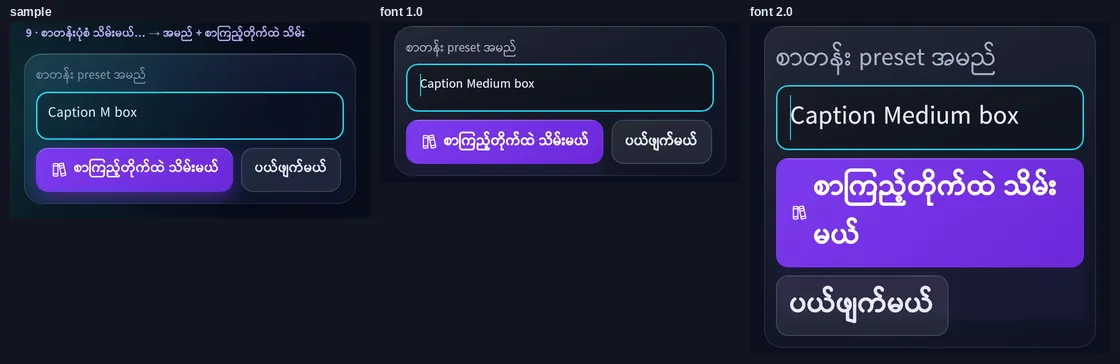 sample
9 · စာတန်းပုံစံ သိမ်းမယ်… → အမည် + စာကြည့်တိုက်ထဲ သိမ်း
စာတန်း preset အမည်
Caption M box
စာကြည့်တိုက်ထဲ သိမ်းမယ်
ပယ်ဖျက်မယ်
font 1.0
စာတန်း preset အမည်
Caption Medium box
စာကြည့်တိုက်ထဲ သိမ်းမယ်
ပယ်ဖျက်မယ်
font 2.0
စာတန်း preset အမည်
Caption Medium box
စာကြည့်တိုက်ထဲ သိမ်း
မယ်
ပယ်ဖျက်မယ်